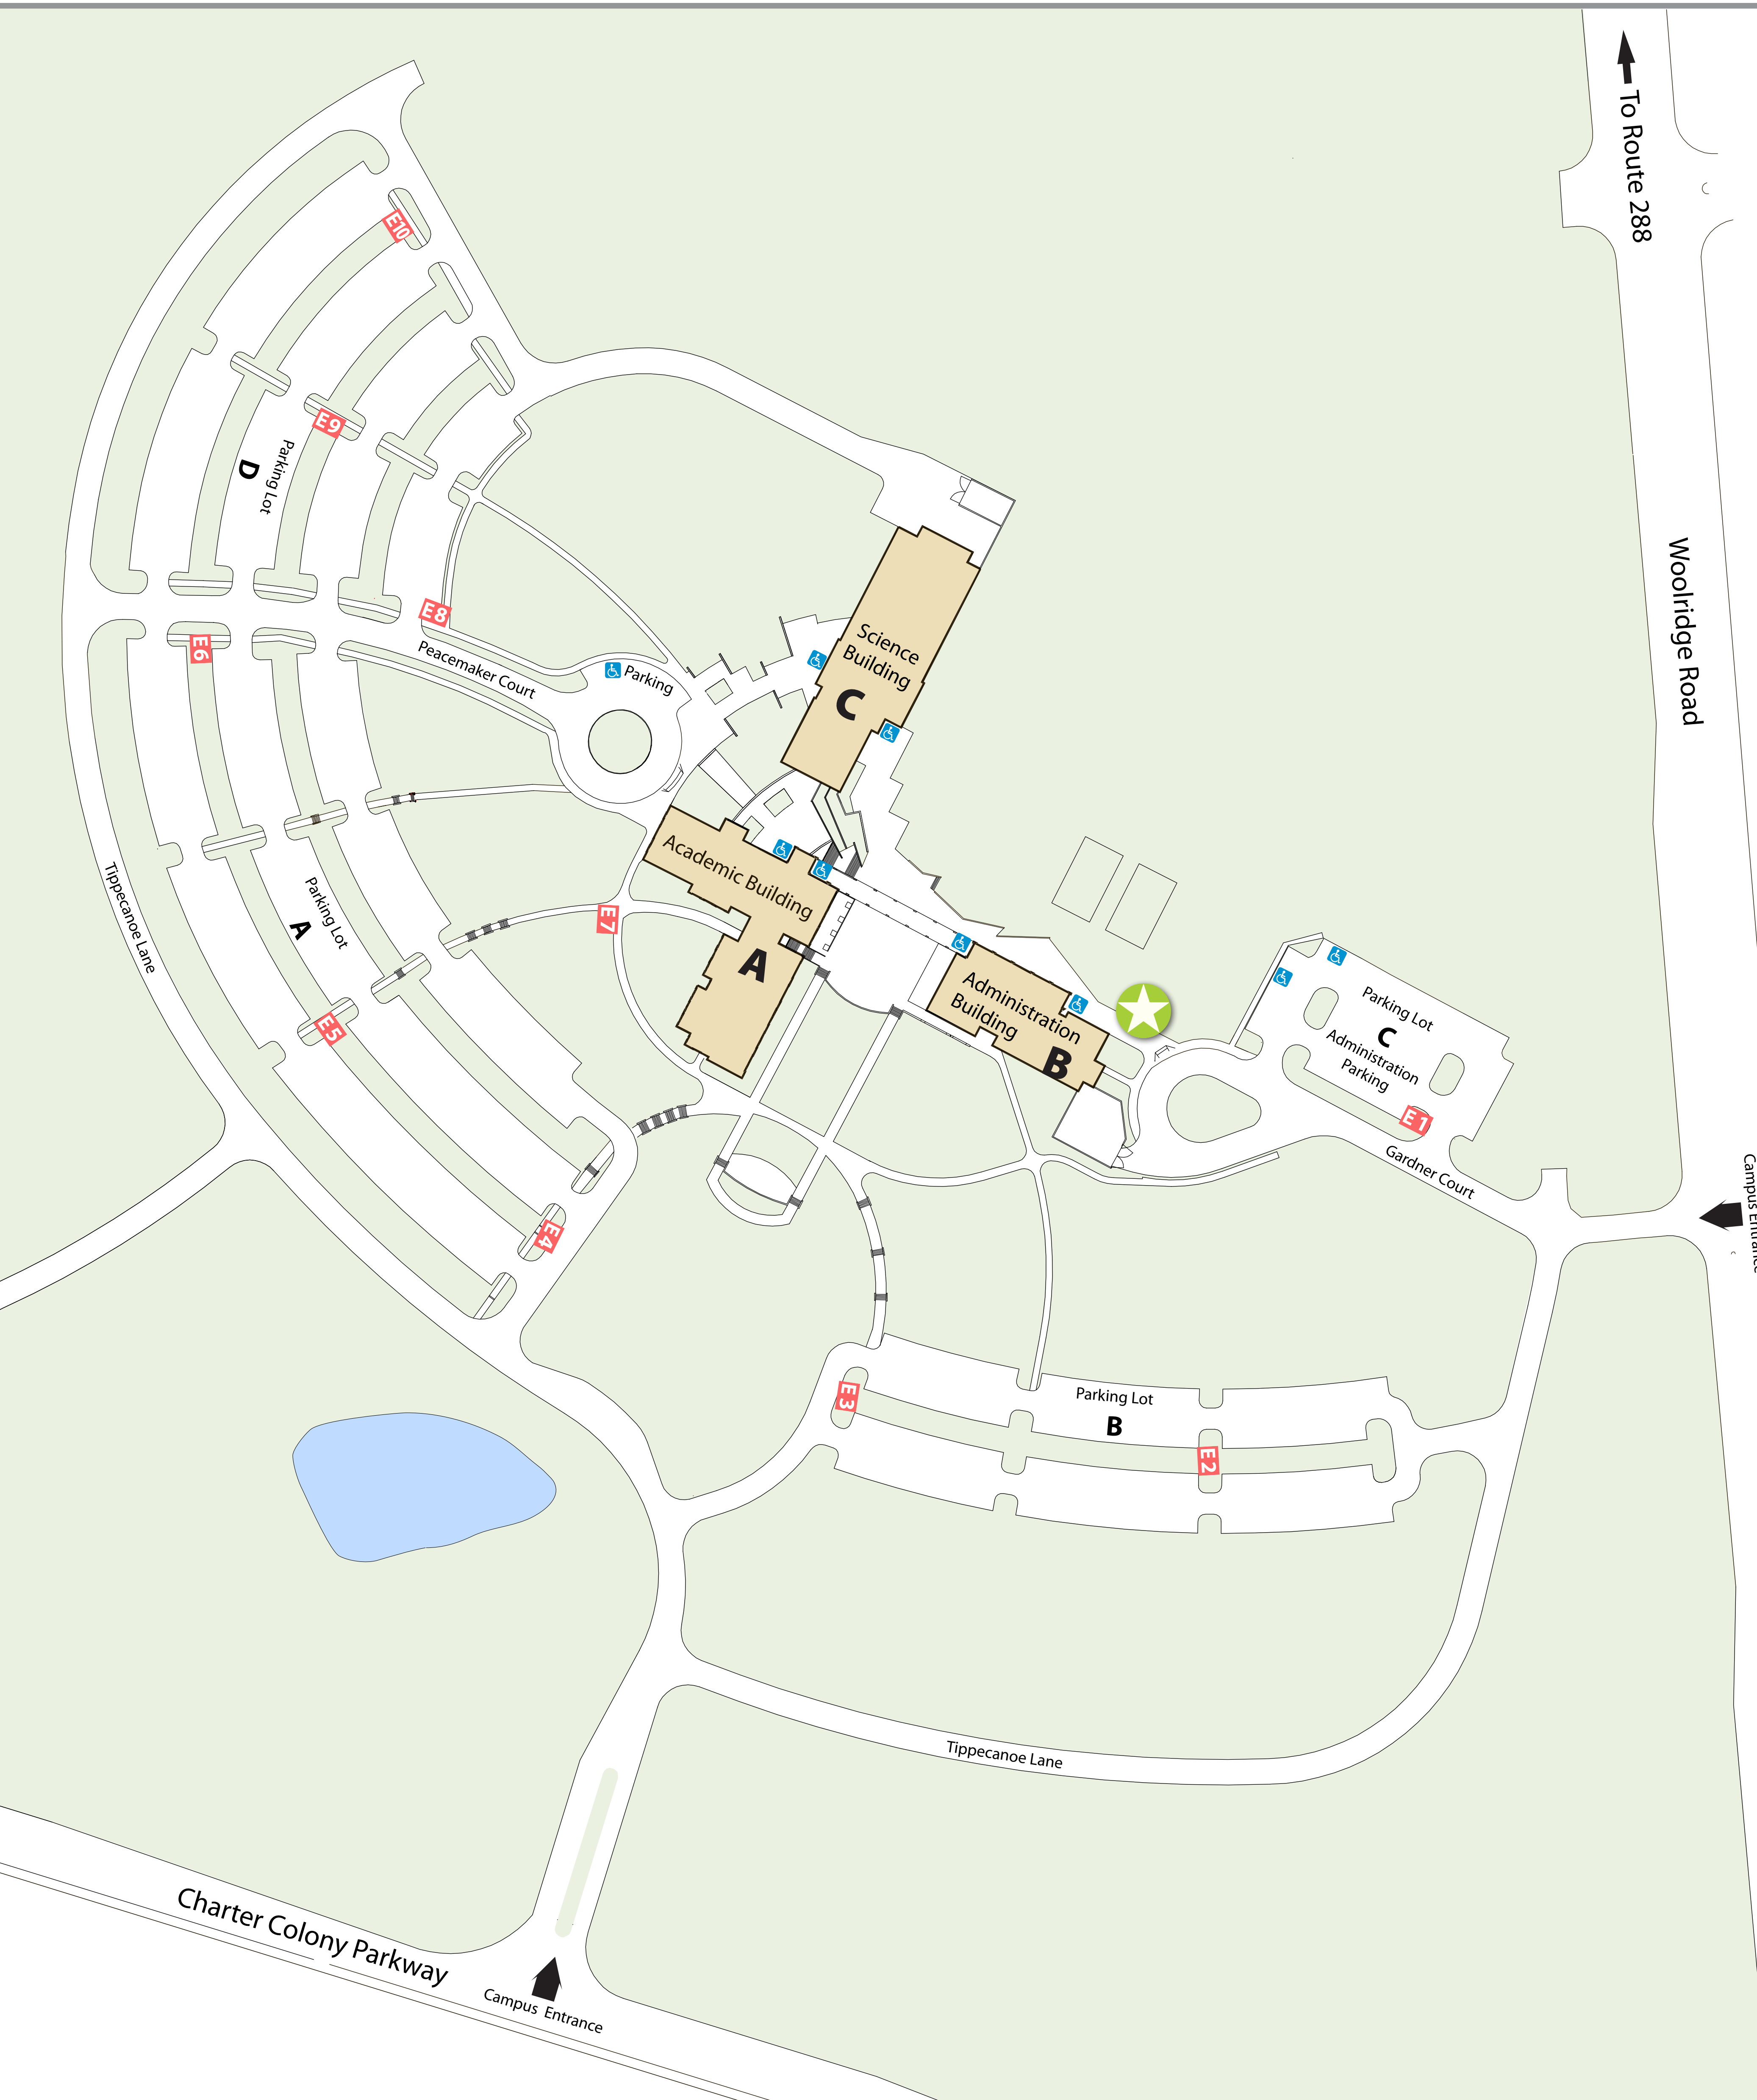 To Route 288
E10
E9
Parking Lot
D
Woolridge Road
E8
E6
Peacemaker Court
Parking
Science
Building
C
Academic Building
A
Tippecanoe Lane
Parking Lot
A
E7
E5
Administration
Building
B
Parking Lot
C
Administration
Parking
E1
Gardner Court
Campus Entrance
E4
E3
Parking Lot
B
E2
Tippecanoe Lane
Charter Colony Parkway
Campus Entrance